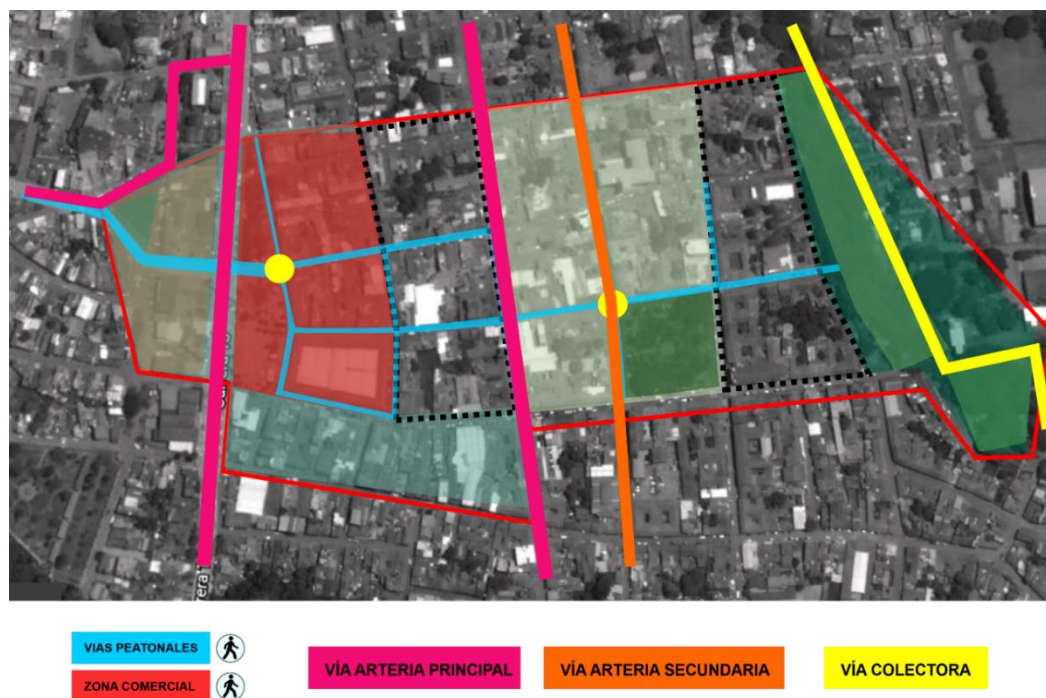 VIAS PEATONALES
ZONA COMERCIAL
VÍA ARTERIA PRINCIPAL
VÍA ARTERIA SECUNDARIA
VÍA COLECTORA